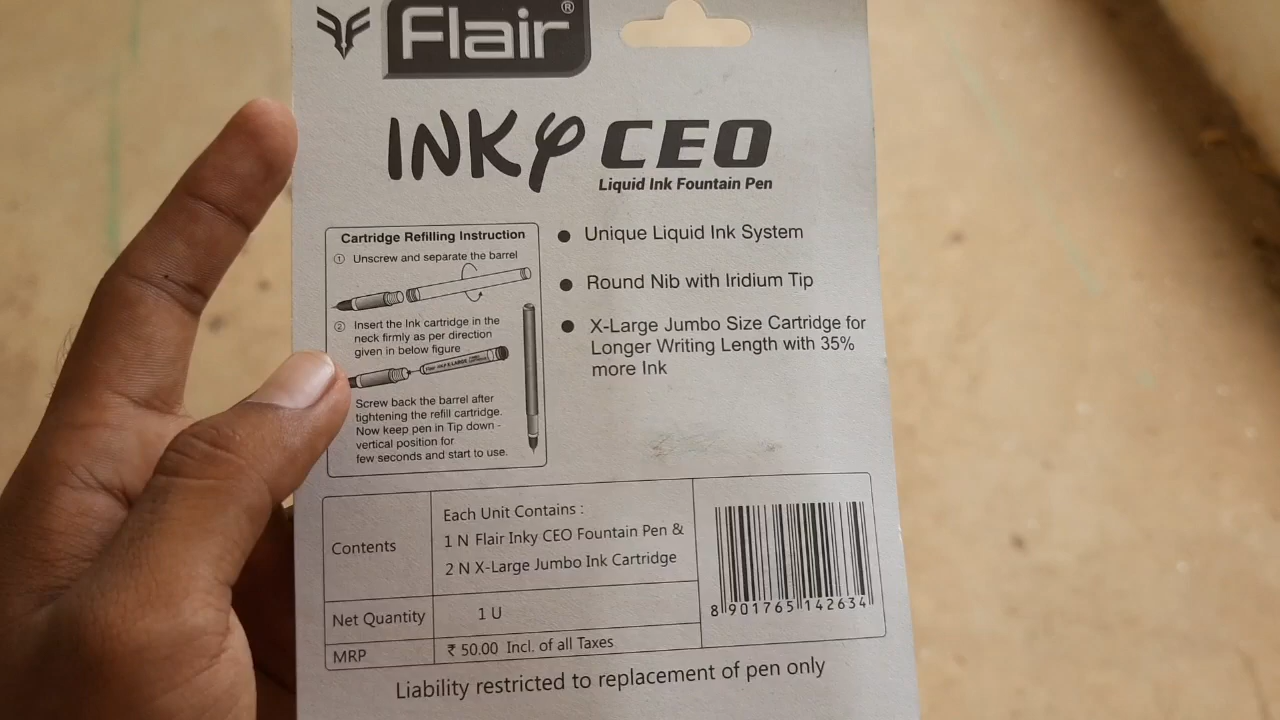 Flair®
INKY CEO
Liquid Ink Fountain Pen
Cartridge Refilling Instruction
① Unscrew and separate the barrel
② Insert the Ink cartridge in the
neck firmly as per direction
given in below figure
Screw back the barrel after
tightening the refill cartridge.
Now keep pen in Tip down -
vertical position for
few seconds and start to use.
● Unique Liquid Ink System
● Round Nib with Iridium Tip
● X-Large Jumbo Size Cartridge for
Longer Writing Length with 35%
more Ink
Contents
Each Unit Contains :
1 N Flair Inky CEO Fountain Pen &
2 N X-Large Jumbo Ink Cartridge
Net Quantity
1 U
MRP
₹ 50.00 Incl. of all Taxes
8 901765 142634
Liability restricted to replacement of pen only